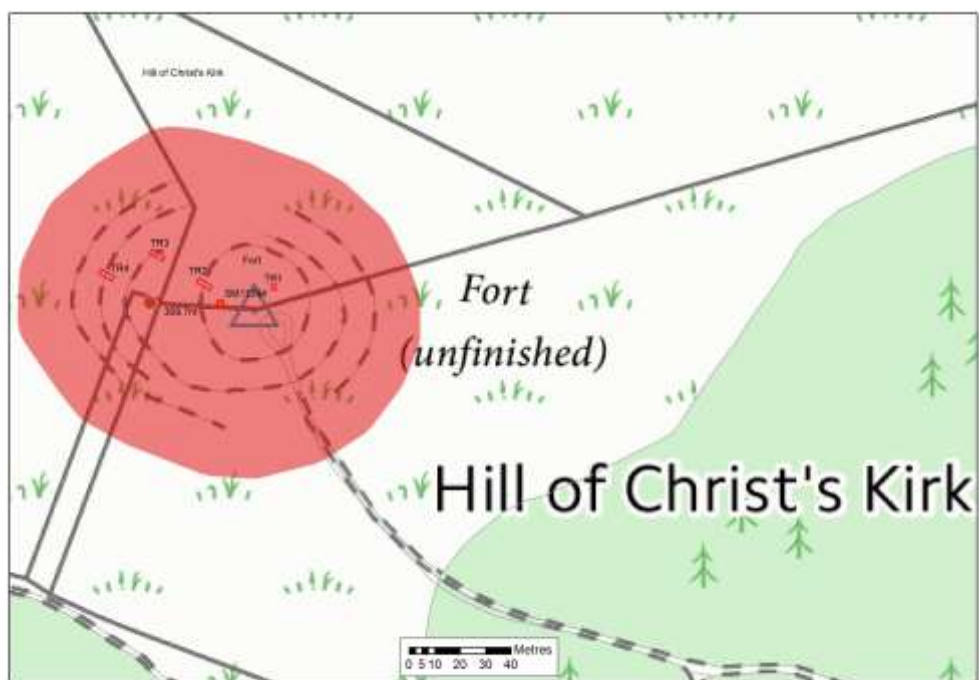 Hill of Christ's Kirk
TR3
Fort
TR4
TR2
TR1
Fort
(unfinished)
Hill of Christ's Kirk
Metres
0 5 10 20 30 40